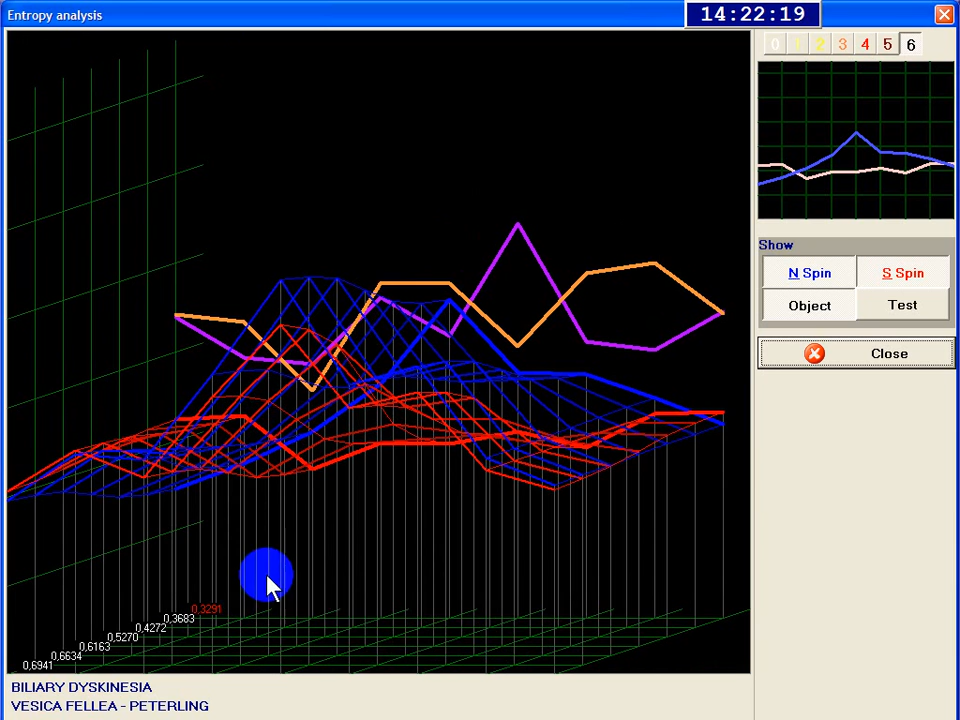 Entropy analysis
14:22:19
0 1 2 3 4 5 6
Show
N Spin
S Spin
Object
Test
Close
0,3291
0,3683
0,4272
0,5270
0,6163
0,6634
0,6941
BILIARY DYSKINESIA
VESICA FELLEA - PETERLING